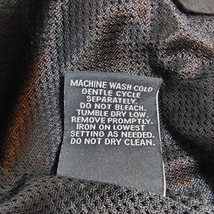 MACHINE WASH COLD
GENTLE CYCLE
SEPARATELY.
DO NOT BLEACH.
TUMBLE DRY LOW.
REMOVE PROMPTLY.
IRON ON LOWEST
SETTING AS NEEDED.
DO NOT DRY CLEAN.